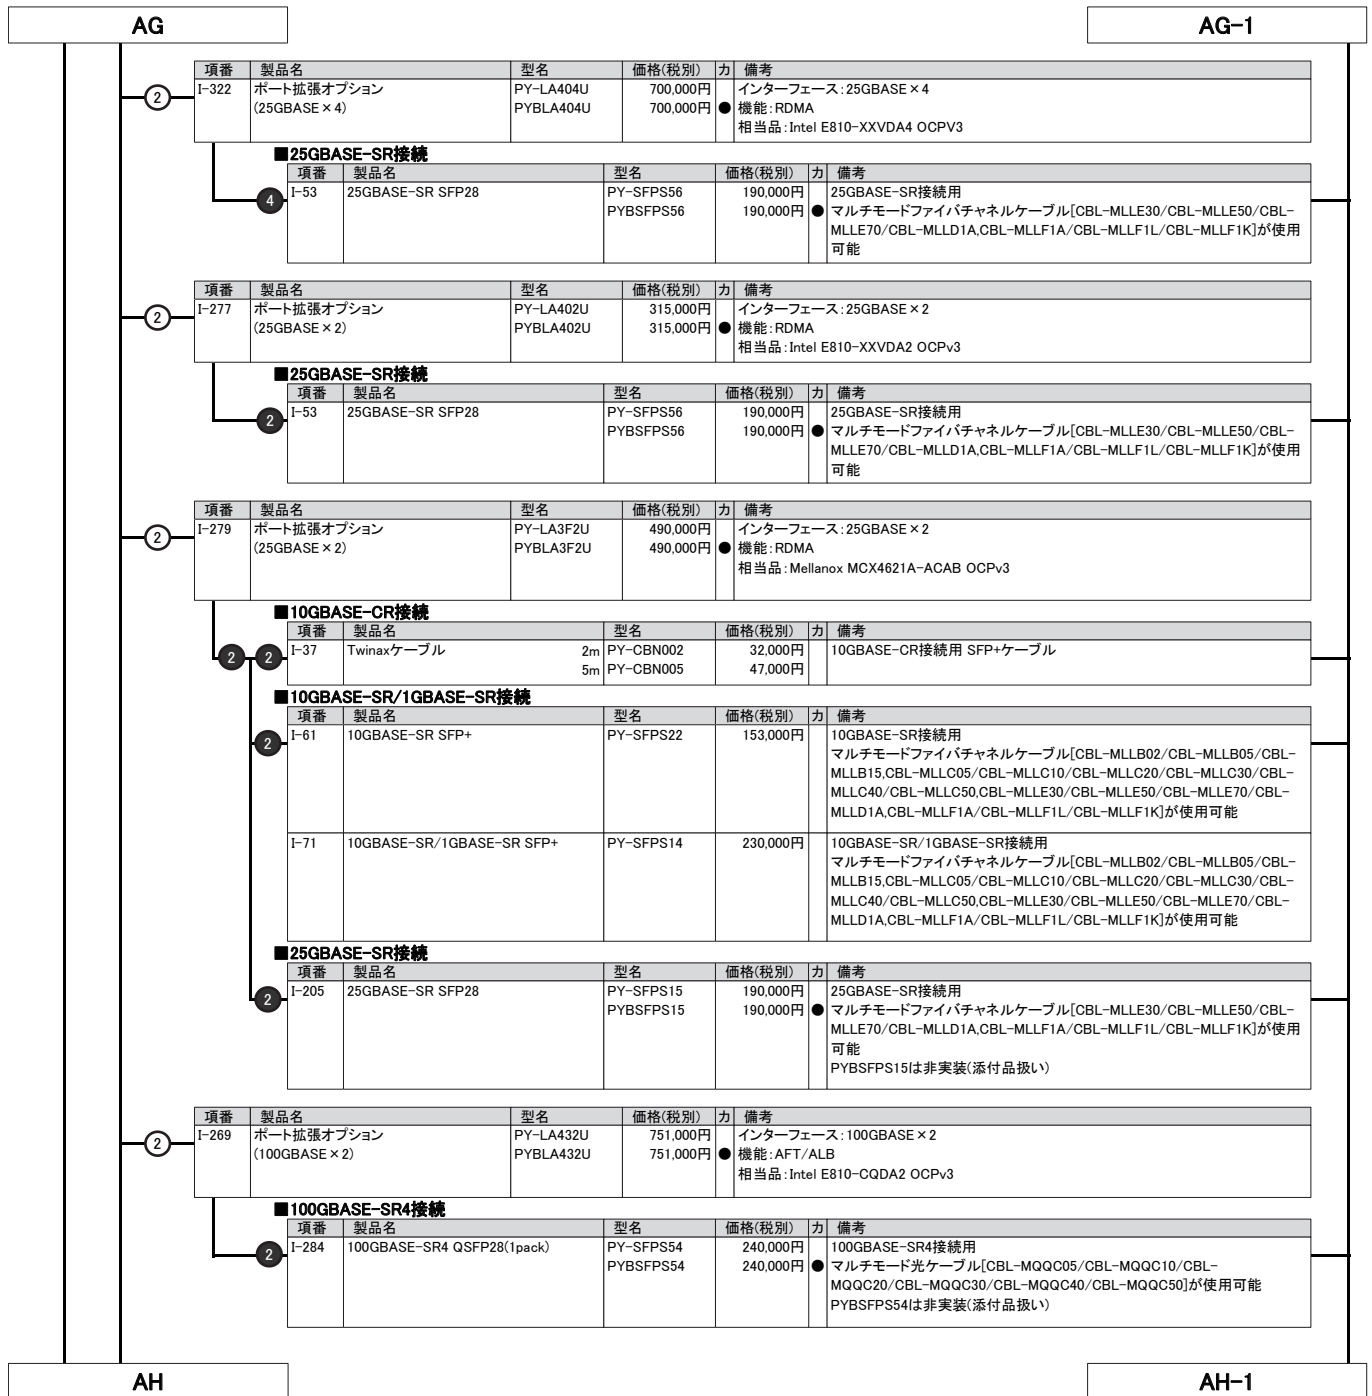 AG
AG-1
項番 製品名 型名 価格(税別) カ 備考
2
I-322 ポート拡張オプション PY-LA404U 700,000円 インターフェース:25GBASE×4
(25GBASE×4) PYBLA404U 700,000円 ● 機能:RDMA
相当品:Intel E810-XXVDA4 OCPV3
■25GBASE-SR接続
項番 製品名 型名 価格(税別) カ 備考
4
I-53 25GBASE-SR SFP28 PY-SFPS56 190,000円 25GBASE-SR接続用
PYBSFPS56 190,000円 ● マルチモードファイバチャネルケーブル[CBL-MLLE30/CBL-MLLE50/CBL-
MLLE70/CBL-MLLD1A,CBL-MLLF1A/CBL-MLLF1L/CBL-MLLF1K]が使用
可能
項番 製品名 型名 価格(税別) カ 備考
2
I-277 ポート拡張オプション PY-LA402U 315,000円 インターフェース:25GBASE×2
(25GBASE×2) PYBLA402U 315,000円 ● 機能:RDMA
相当品:Intel E810-XXVDA2 OCPv3
■25GBASE-SR接続
項番 製品名 型名 価格(税別) カ 備考
2
I-53 25GBASE-SR SFP28 PY-SFPS56 190,000円 25GBASE-SR接続用
PYBSFPS56 190,000円 ● マルチモードファイバチャネルケーブル[CBL-MLLE30/CBL-MLLE50/CBL-
MLLE70/CBL-MLLD1A,CBL-MLLF1A/CBL-MLLF1L/CBL-MLLF1K]が使用
可能
項番 製品名 型名 価格(税別) カ 備考
2
I-279 ポート拡張オプション PY-LA3F2U 490,000円 インターフェース:25GBASE×2
(25GBASE×2) PYBLA3F2U 490,000円 ● 機能:RDMA
相当品:Mellanox MCX4621A-ACAB OCPv3
■10GBASE-CR接続
項番 製品名 型名 価格(税別) カ 備考
2 2
I-37 Twinaxケーブル 2m PY-CBN002 32,000円 10GBASE-CR接続用 SFP+ケーブル
5m PY-CBN005 47,000円
■10GBASE-SR/1GBASE-SR接続
項番 製品名 型名 価格(税別) カ 備考
2
I-61 10GBASE-SR SFP+ PY-SFPS22 153,000円 10GBASE-SR接続用
マルチモードファイバチャネルケーブル[CBL-MLLB02/CBL-MLLB05/CBL-
MLLB15,CBL-MLLC05/CBL-MLLC10/CBL-MLLC20/CBL-MLLC30/CBL-
MLLC40/CBL-MLLC50,CBL-MLLE30/CBL-MLLE50/CBL-MLLE70/CBL-
MLLD1A,CBL-MLLF1A/CBL-MLLF1L/CBL-MLLF1K]が使用可能
I-71 10GBASE-SR/1GBASE-SR SFP+ PY-SFPS14 230,000円 10GBASE-SR/1GBASE-SR接続用
マルチモードファイバチャネルケーブル[CBL-MLLB02/CBL-MLLB05/CBL-
MLLB15,CBL-MLLC05/CBL-MLLC10/CBL-MLLC20/CBL-MLLC30/CBL-
MLLC40/CBL-MLLC50,CBL-MLLE30/CBL-MLLE50/CBL-MLLE70/CBL-
MLLD1A,CBL-MLLF1A/CBL-MLLF1L/CBL-MLLF1K]が使用可能
■25GBASE-SR接続
項番 製品名 型名 価格(税別) カ 備考
2
I-205 25GBASE-SR SFP28 PY-SFPS15 190,000円 25GBASE-SR接続用
PYBSFPS15 190,000円 ● マルチモードファイバチャネルケーブル[CBL-MLLE30/CBL-MLLE50/CBL-
MLLE70/CBL-MLLD1A,CBL-MLLF1A/CBL-MLLF1L/CBL-MLLF1K]が使用
可能
PYBSFPS15は非実装(添付品扱い)
項番 製品名 型名 価格(税別) カ 備考
2
I-269 ポート拡張オプション PY-LA432U 751,000円 インターフェース:100GBASE×2
(100GBASE×2) PYBLA432U 751,000円 ● 機能:AFT/ALB
相当品:Intel E810-CQDA2 OCPv3
■100GBASE-SR4接続
項番 製品名 型名 価格(税別) カ 備考
2
I-284 100GBASE-SR4 QSFP28(1pack) PY-SFPS54 240,000円 100GBASE-SR4接続用
PYBSFPS54 240,000円 ● マルチモード光ケーブル[CBL-MQQC05/CBL-MQQC10/CBL-
MQQC20/CBL-MQQC30/CBL-MQQC40/CBL-MQQC50]が使用可能
PYBSFPS54は非実装(添付品扱い)
AH
AH-1